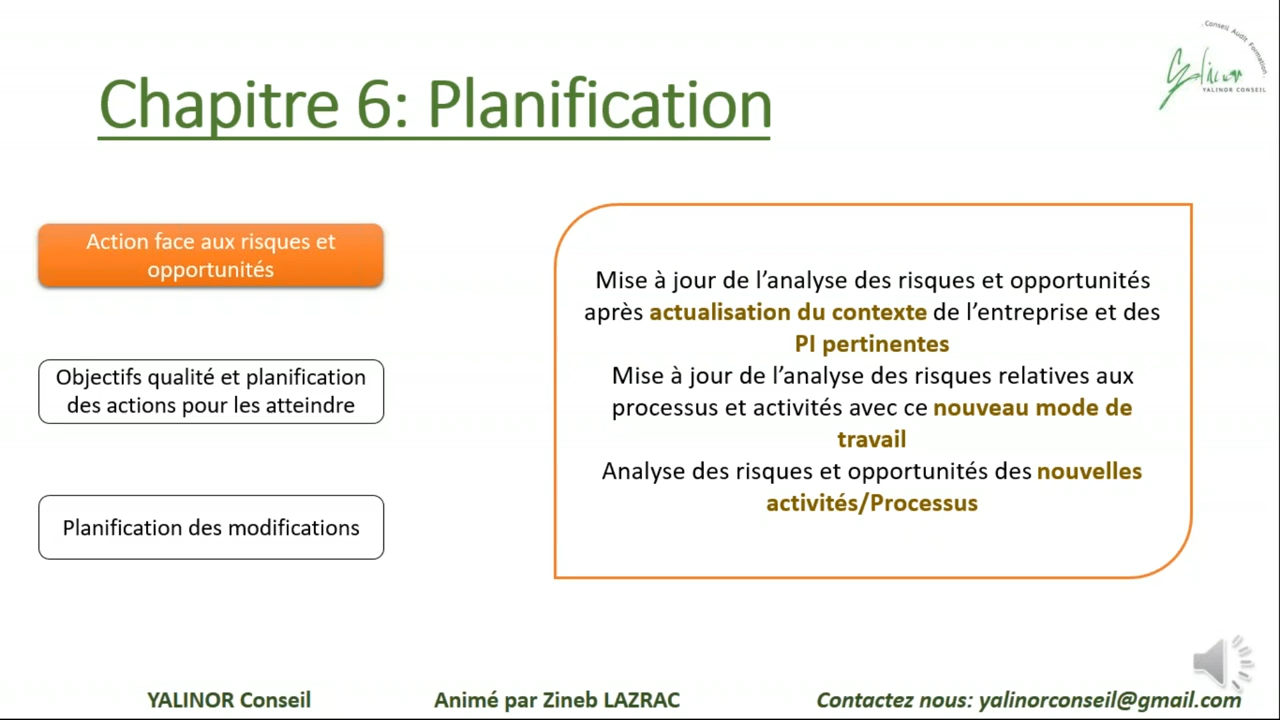 Conseil Audit Formation
Yalinor
YALINOR CONSEIL
Chapitre 6: Planification
Action face aux risques et
opportunités
Objectifs qualité et planification
des actions pour les atteindre
Planification des modifications
Mise à jour de l’analyse des risques et opportunités
après actualisation du contexte de l’entreprise et des
PI pertinentes
Mise à jour de l’analyse des risques relatives aux
processus et activités avec ce nouveau mode de
travail
Analyse des risques et opportunités des nouvelles
activités/Processus
YALINOR Conseil
Animé par Zineb LAZRAC
Contactez nous: yalinorconseil@gmail.com